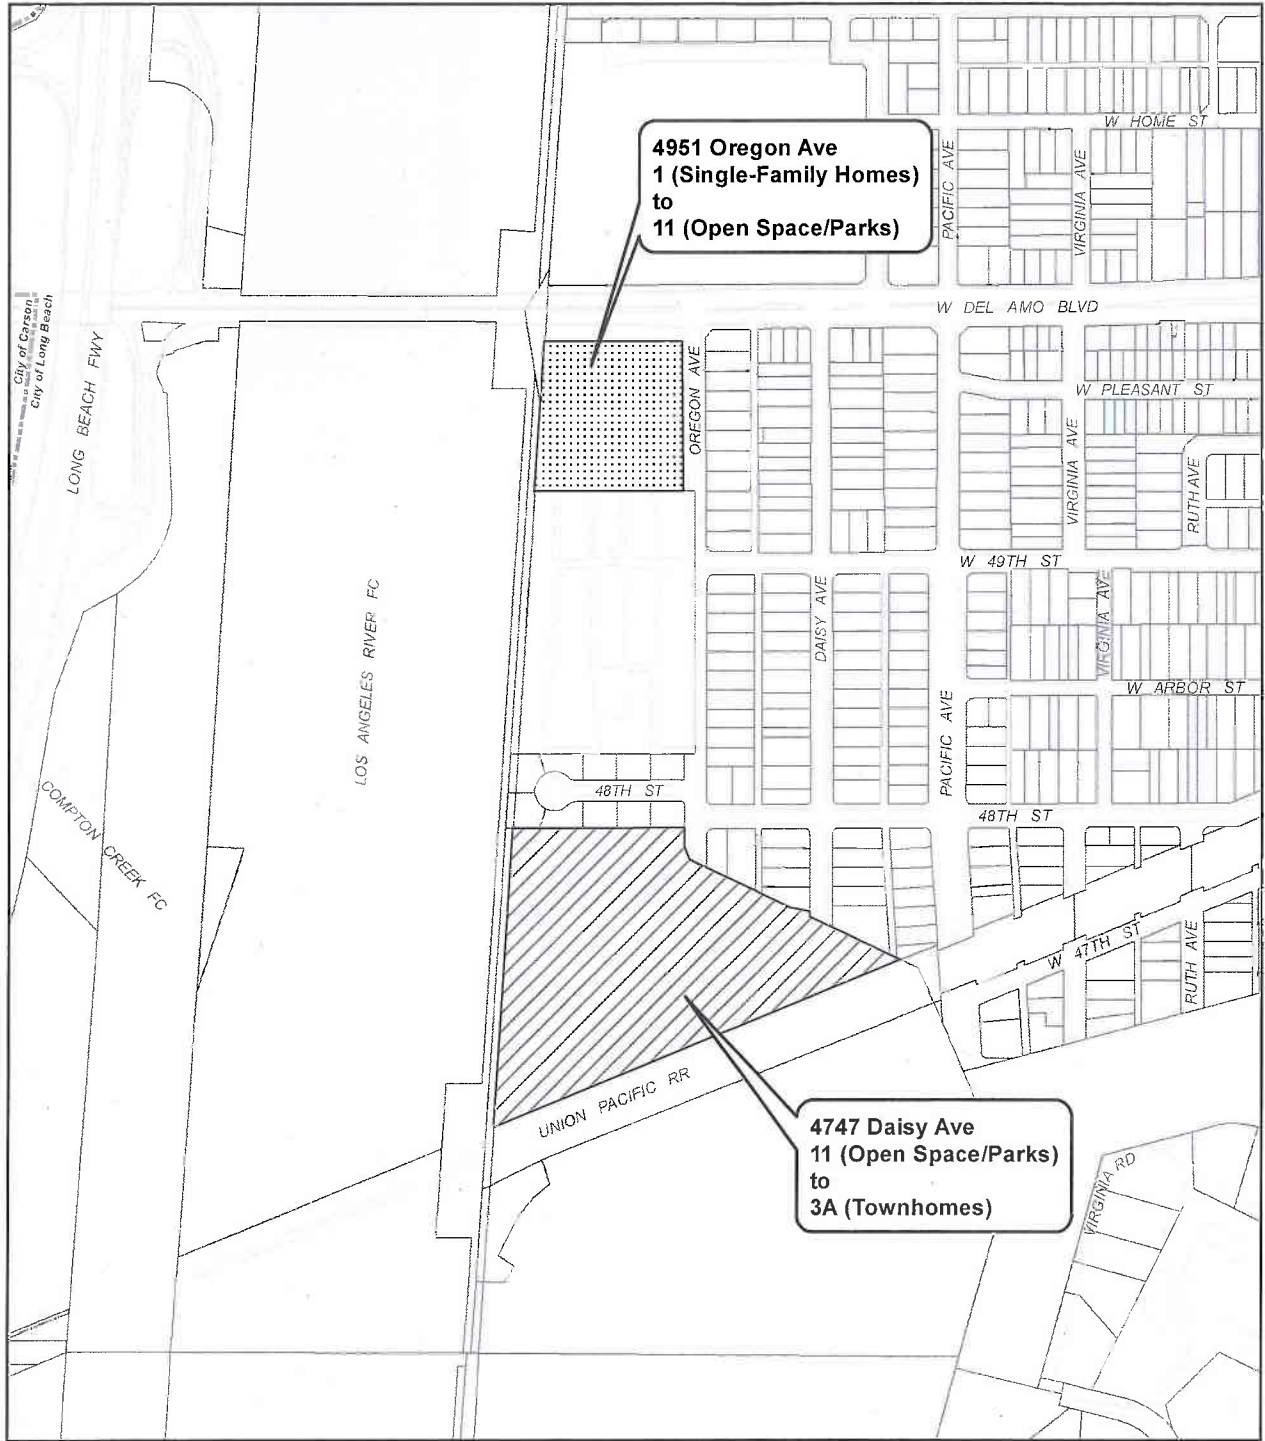 W HOME ST
4951 Oregon Ave
1 (Single-Family Homes)
to
11 (Open Space/Parks)
PACIFIC AVE
VIRGINIA AVE
W DEL AMO BLVD
City of Carson
City of Long Beach
LONG BEACH FWY
OREGON AVE
W PLEASANT ST
VIRGINIA AVE
RUTH AVE
W 49TH ST
LOS ANGELES RIVER FC
DAISY AVE
VIRGINIA AVE
W ARBOR ST
PACIFIC AVE
48TH ST
48TH ST
COMPTON CREEK FC
W 47TH ST
RUTH AVE
UNION PACIFIC RR
4747 Daisy Ave
11 (Open Space/Parks)
to
3A (Townhomes)
VIRGINIA RD